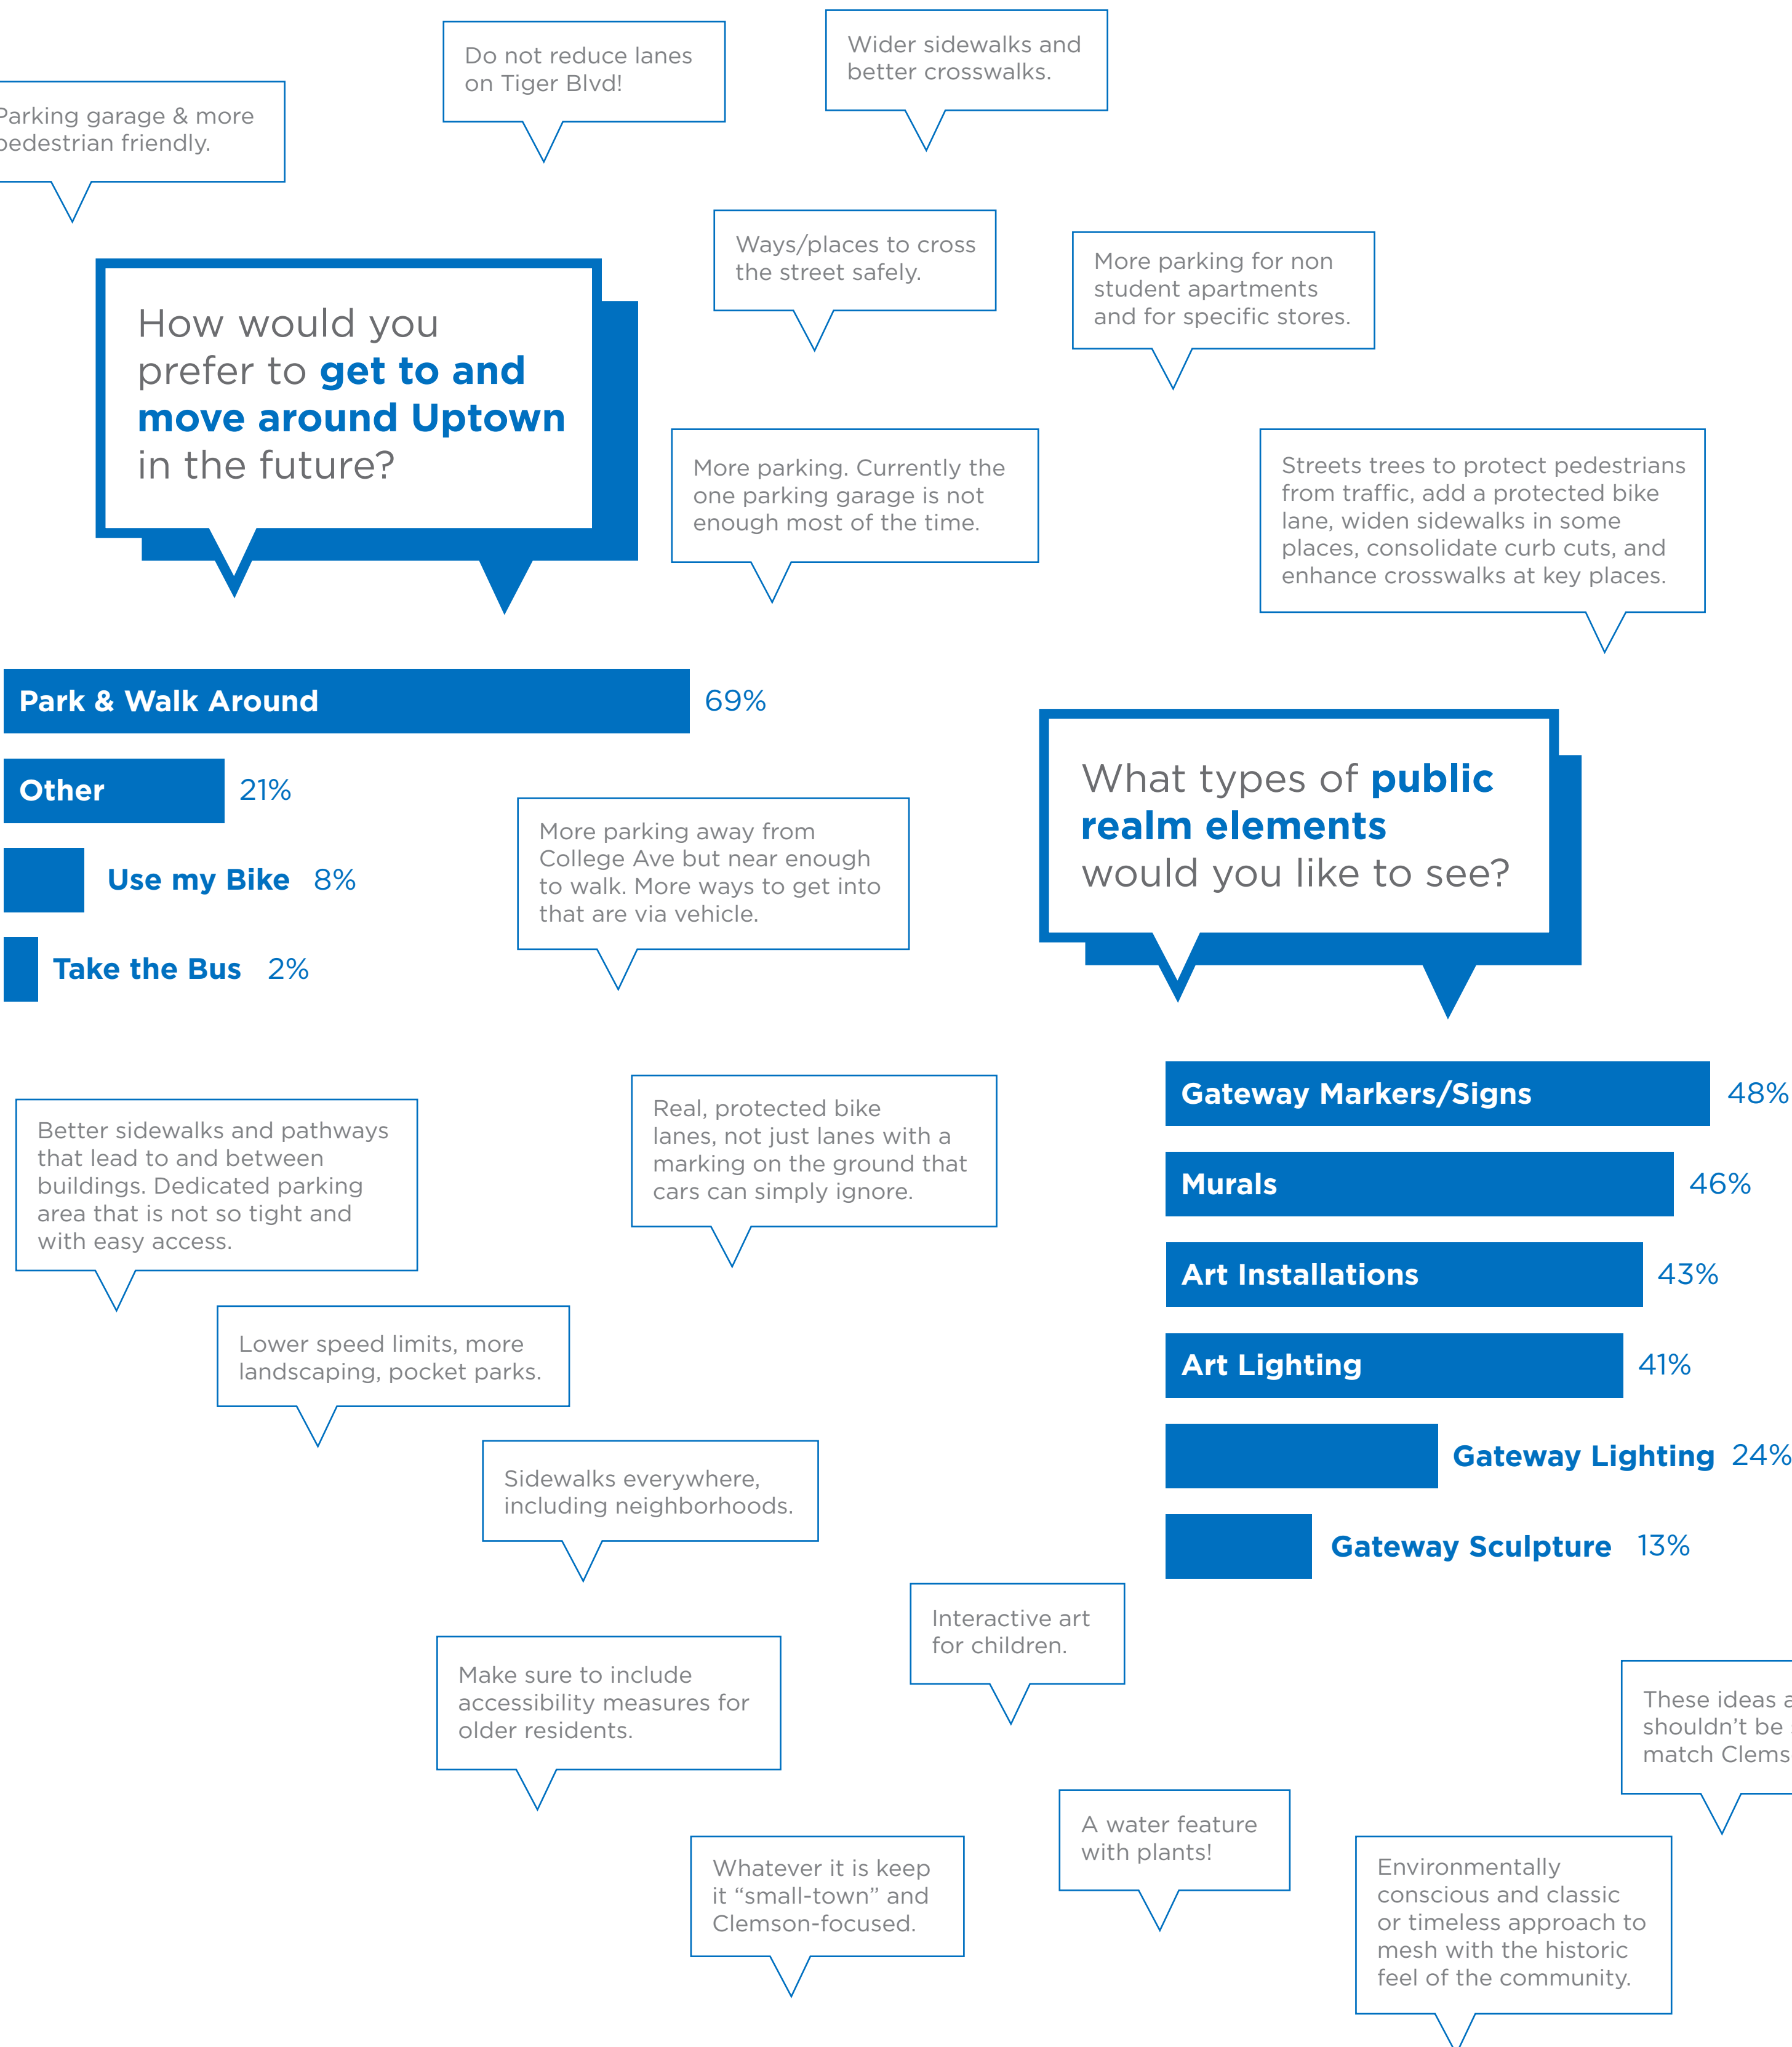 Do not reduce lanes
on Tiger Blvd!
Wider sidewalks and
better crosswalks.
Parking garage & more
pedestrian friendly.
Ways/places to cross
the street safely.
More parking for non
student apartments
and for specific stores.
How would you
prefer to get to and
move around Uptown
in the future?
More parking. Currently the
one parking garage is not
enough most of the time.
Streets trees to protect pedestrians
from traffic, add a protected bike
lane, widen sidewalks in some
places, consolidate curb cuts, and
enhance crosswalks at key places.
Park & Walk Around 69%
Other 21%
Use my Bike 8%
Take the Bus 2%
More parking away from
College Ave but near enough
to walk. More ways to get into
that are via vehicle.
What types of public
realm elements
would you like to see?
Gateway Markers/Signs 48%
Murals 46%
Art Installations 43%
Art Lighting 41%
Gateway Lighting 24%
Gateway Sculpture 13%
Better sidewalks and pathways
that lead to and between
buildings. Dedicated parking
area that is not so tight and
with easy access.
Real, protected bike
lanes, not just lanes with a
marking on the ground that
cars can simply ignore.
Lower speed limits, more
landscaping, pocket parks.
Sidewalks everywhere,
including neighborhoods.
Interactive art
for children.
Make sure to include
accessibility measures for
older residents.
These ideas
shouldn't be
match Clems
A water feature
with plants!
Whatever it is keep
it "small-town" and
Clemson-focused.
Environmentally
conscious and classic
or timeless approach to
mesh with the historic
feel of the community.